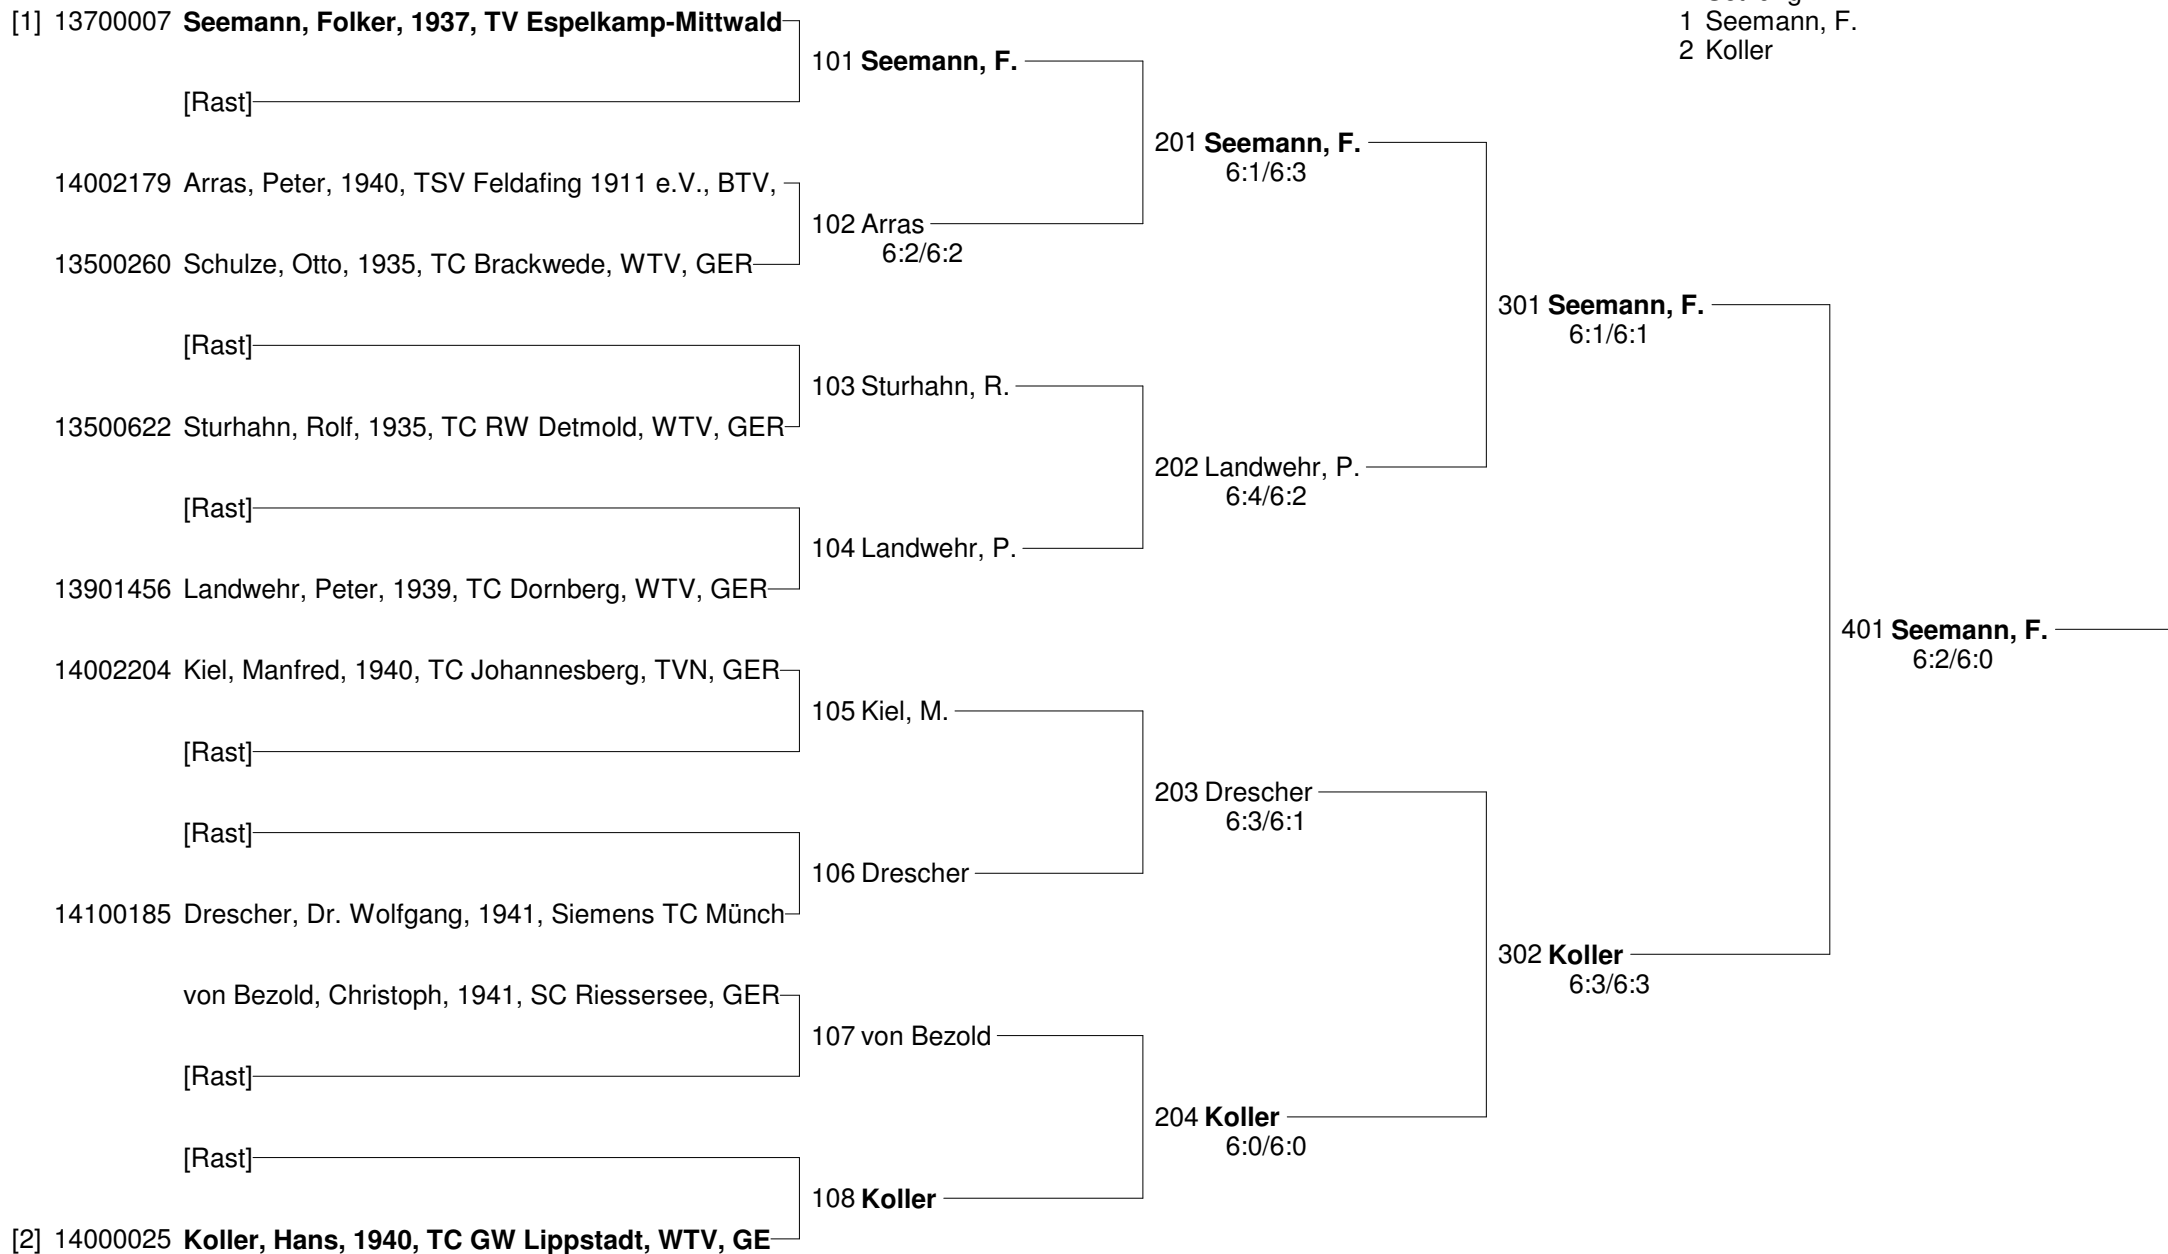 [1] 13700007 Seemann, Folker, 1937, TV Espelkamp-Mittwald
[Rast]
14002179 Arras, Peter, 1940, TSV Feldafing 1911 e.V., BTV,
13500260 Schulze, Otto, 1935, TC Brackwede, WTV, GER
[Rast]
13500622 Sturhahn, Rolf, 1935, TC RW Detmold, WTV, GER
[Rast]
13901456 Landwehr, Peter, 1939, TC Dornberg, WTV, GER
14002204 Kiel, Manfred, 1940, TC Johannesberg, TVN, GER
[Rast]
[Rast]
14100185 Drescher, Dr. Wolfgang, 1941, Siemens TC Münch
von Bezold, Christoph, 1941, SC Riessersee, GER
[Rast]
[Rast]
[2] 14000025 Koller, Hans, 1940, TC GW Lippstadt, WTV, GE
101 Seemann, F.
102 Arras
6:2/6:2
103 Sturhahn, R.
104 Landwehr, P.
105 Kiel, M.
106 Drescher
107 von Bezold
108 Koller
201 Seemann, F.
6:1/6:3
202 Landwehr, P.
6:4/6:2
203 Drescher
6:3/6:1
204 Koller
6:0/6:0
301 Seemann, F.
6:1/6:1
302 Koller
6:3/6:3
401 Seemann, F.
6:2/6:0
1 Seemann, F.
2 Koller